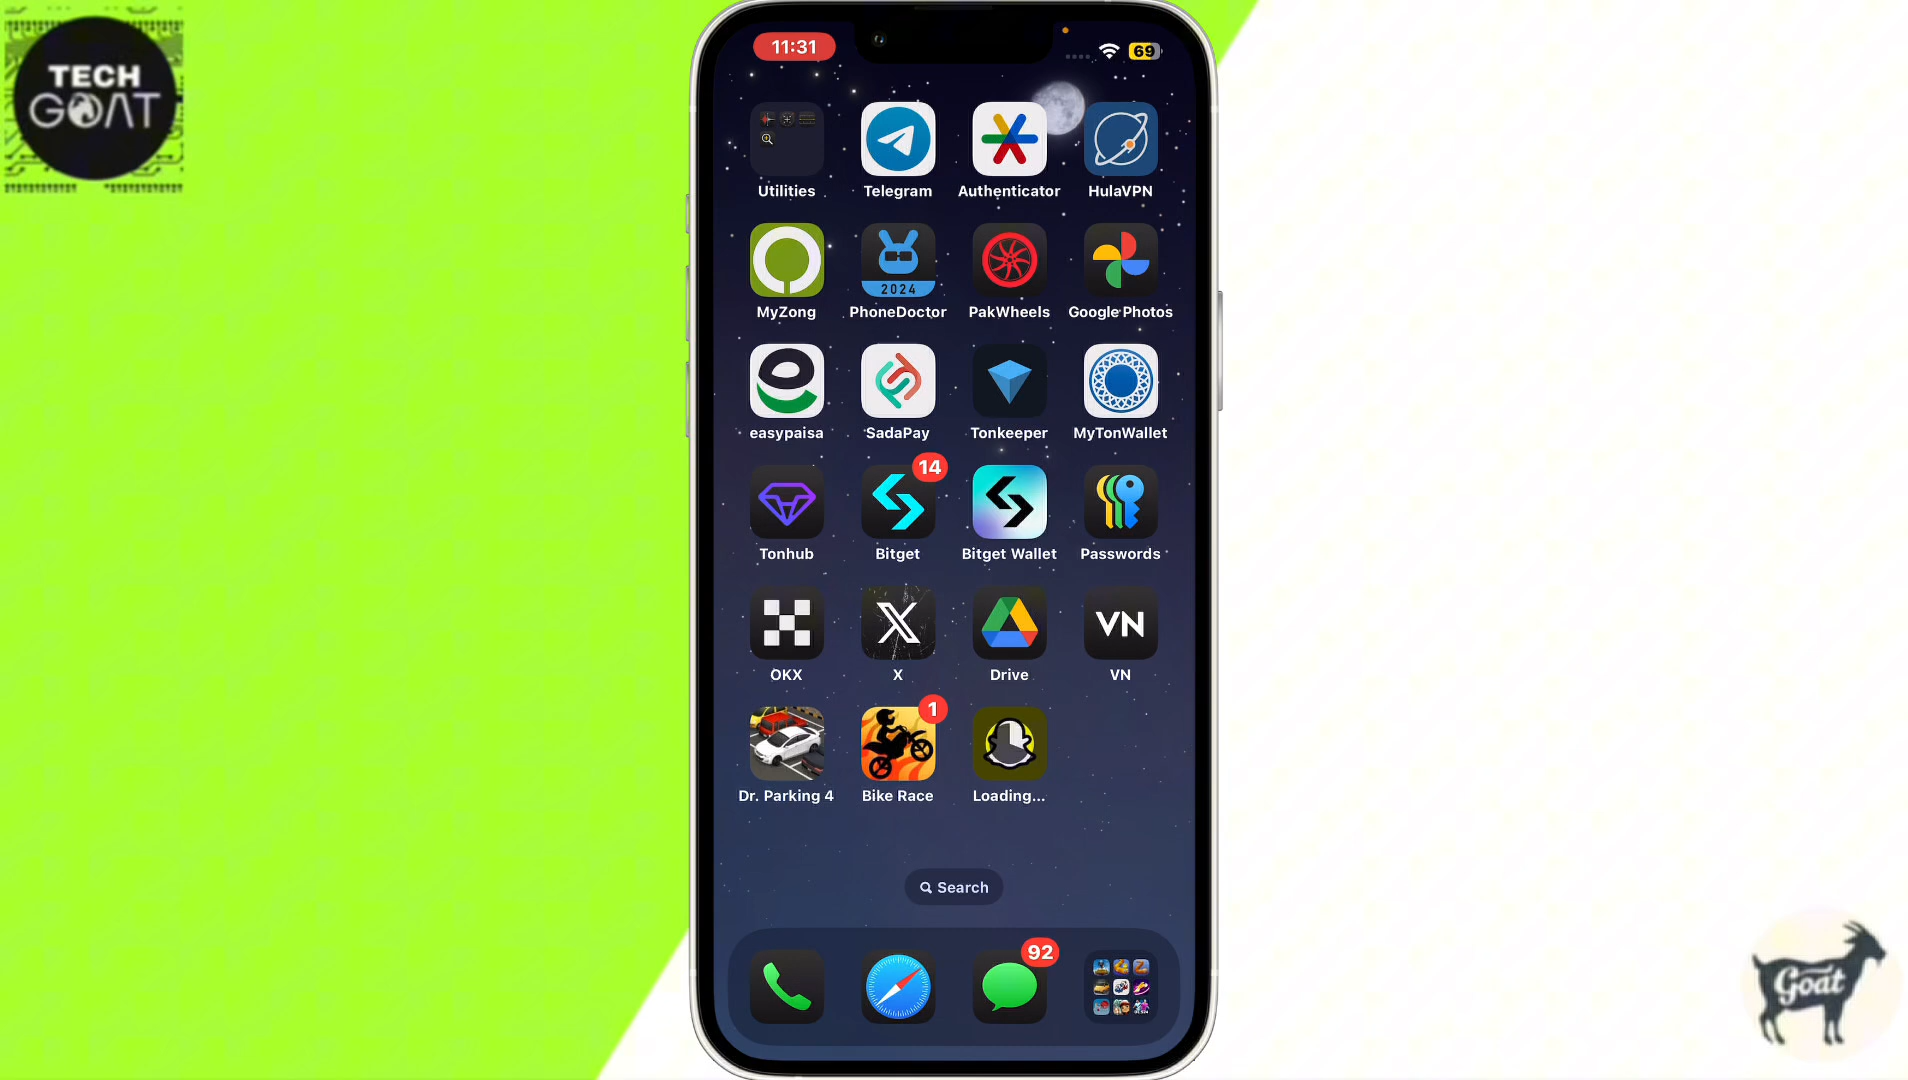 TECH
GOAT
11:31
69
Utilities
Telegram
Authenticator
HulaVPN
MyZong
2024
PhoneDoctor
PakWheels
Google Photos
easypaisa
SadaPay
Tonkeeper
MyTonWallet
Tonhub
14
Bitget
Bitget Wallet
Passwords
OKX
X
Drive
VN
VN
Dr. Parking 4
1
Bike Race
Loading...
Search
92
Goat